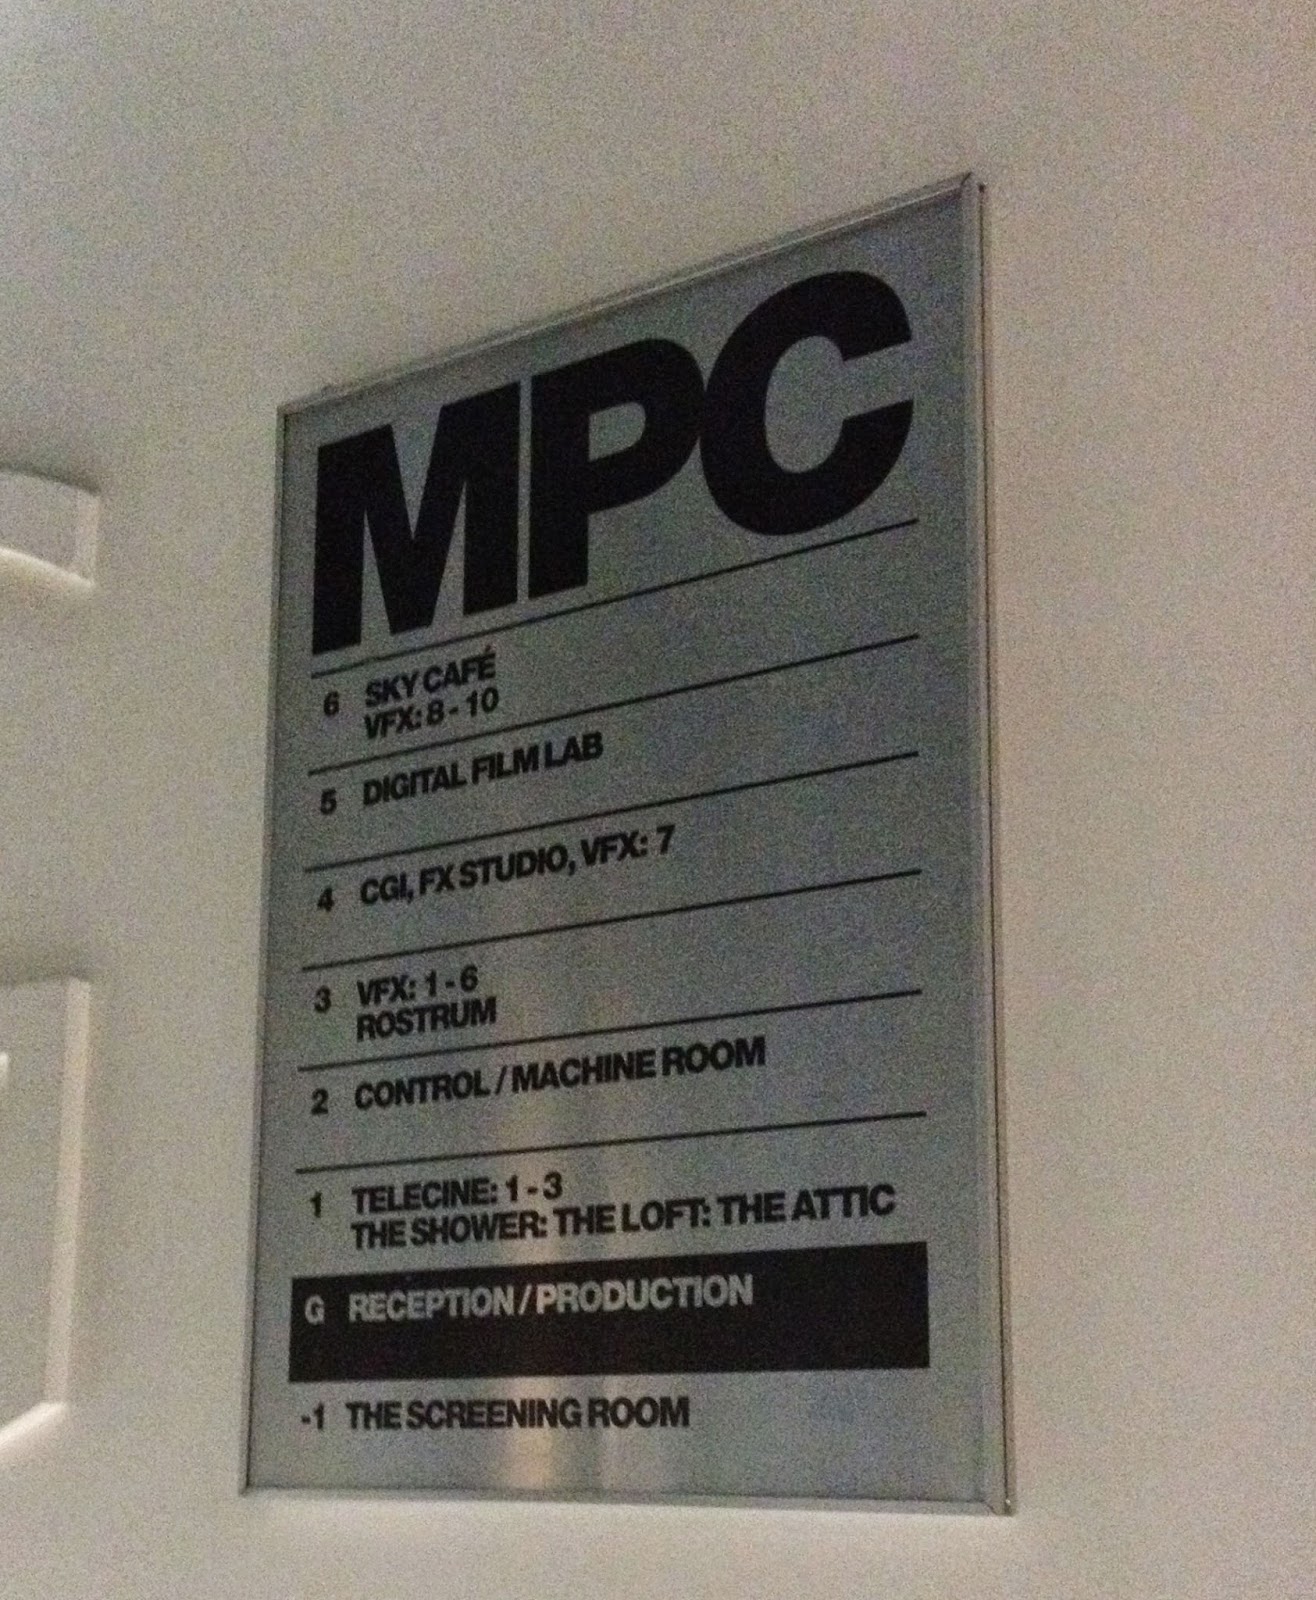 MPC
6 SKY CAFÉ
VFX: 8 - 10
5 DIGITAL FILM LAB
4 CGI, FX STUDIO, VFX: 7
3 VFX: 1 - 6
ROSTRUM
2 CONTROL / MACHINE ROOM
1 TELECINE: 1 - 3
THE SHOWER: THE LOFT: THE ATTIC
G RECEPTION / PRODUCTION
-1 THE SCREENING ROOM